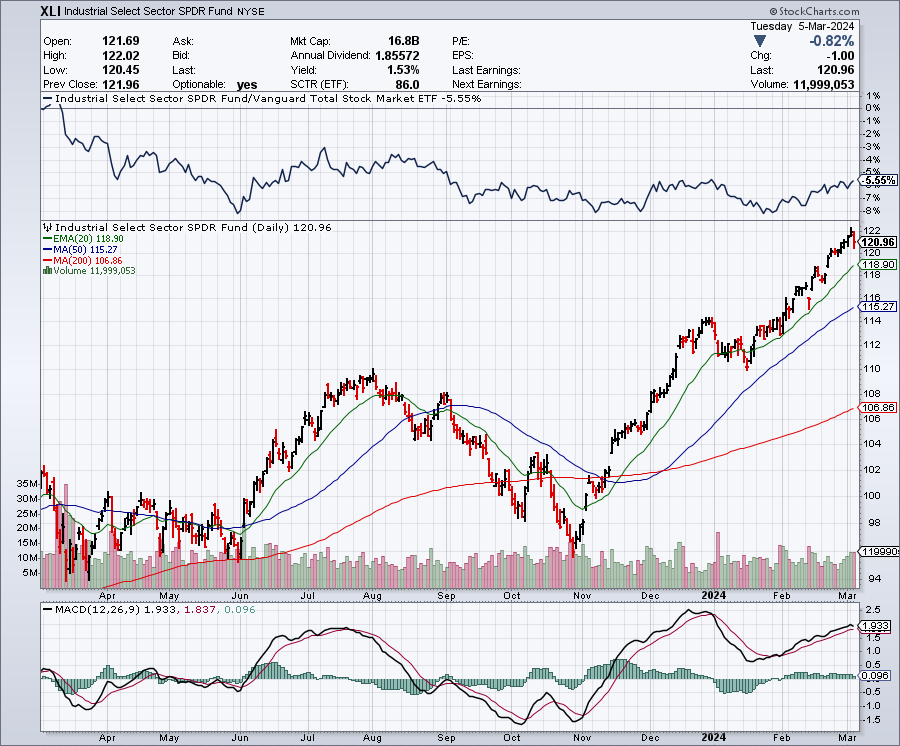 XLI Industrial Select Sector SPDR Fund NYSE
© StockCharts.com
Tuesday 5-Mar-2024
Open: 121.69 Ask: Mkt Cap: 16.8B P/E: ▼ -0.82%
High: 122.02 Bid: Annual Dividend: 1.85572 EPS: Chg: -1.00
Low: 120.45 Last: Yield: 1.53% Last Earnings: Last: 120.96
Prev Close: 121.96 Optionable: yes SCTR (ETF): 86.0 Next Earnings: Volume: 11,999,053
Industrial Select Sector SPDR Fund/Vanguard Total Stock Market ETF -5.55%
1%
0%
-1%
-2%
-3%
-4%
-5%
-5.55%
-6%
-7%
-8%
Industrial Select Sector SPDR Fund (Daily) 120.96
EMA(20) 118.90
MA(50) 115.27
MA(200) 106.86
Volume 11,999,053
122
120.96
120
118.90
118
116
115.27
114
112
110
108
106.86
106
104
102
100
98
94
35M
30M
25M
20M
15M
10M
5M
Apr May Jun Jul Aug Sep Oct Nov Dec 2024 Feb Mar
MACD(12,26,9) 1.933, 1.837, 0.096
2.5
1.933
1.5
1.0
0.5
0.096
-0.5
-1.0
-1.5
Apr May Jun Jul Aug Sep Oct Nov Dec 2024 Feb Mar